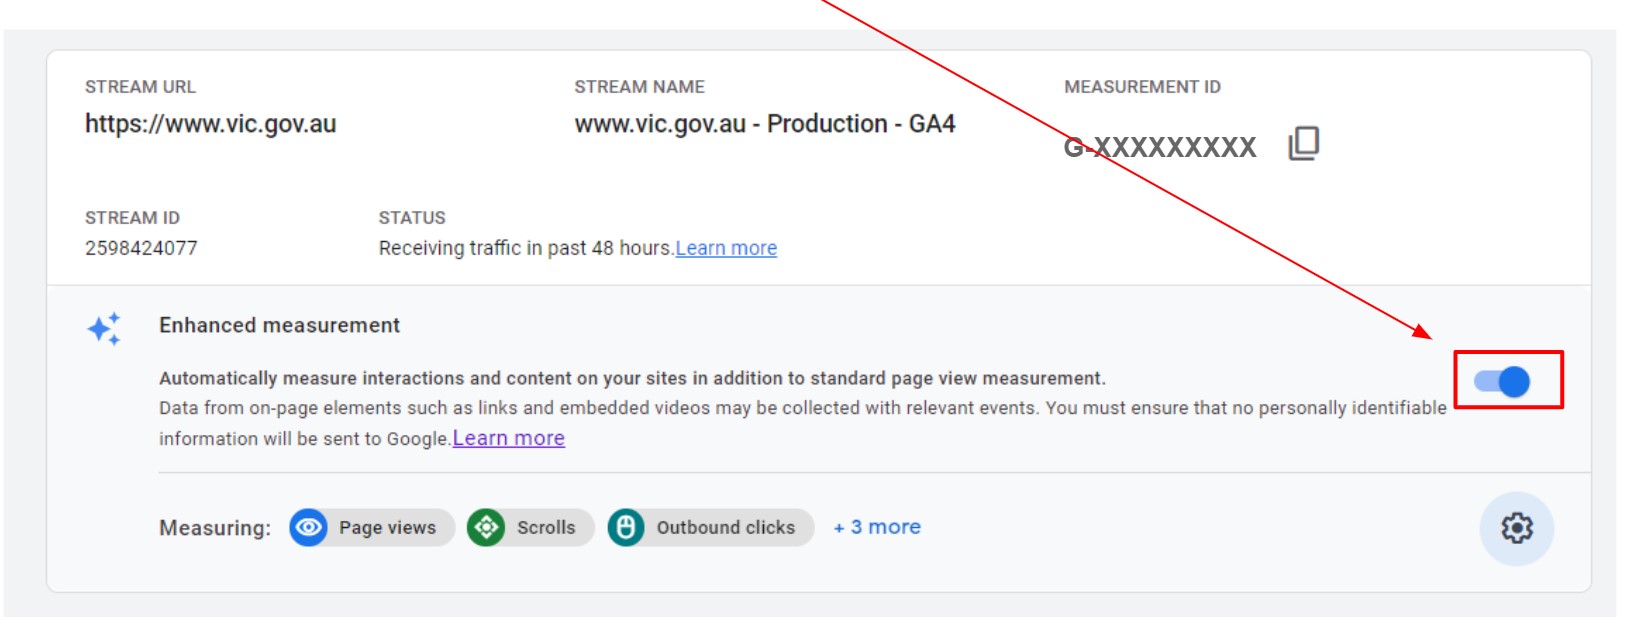 STREAM URL STREAM NAME MEASUREMENT ID
https://www.vic.gov.au www.vic.gov.au - Production - GA4
G-XXXXXXXXX
STREAM ID STATUS
2598424077 Receiving traffic in past 48 hours.Learn more
Enhanced measurement
Automatically measure interactions and content on your sites in addition to standard page view measurement.
Data from on-page elements such as links and embedded videos may be collected with relevant events. You must ensure that no personally identifiable
information will be sent to Google.Learn more
Measuring: Page views Scrolls Outbound clicks + 3 more